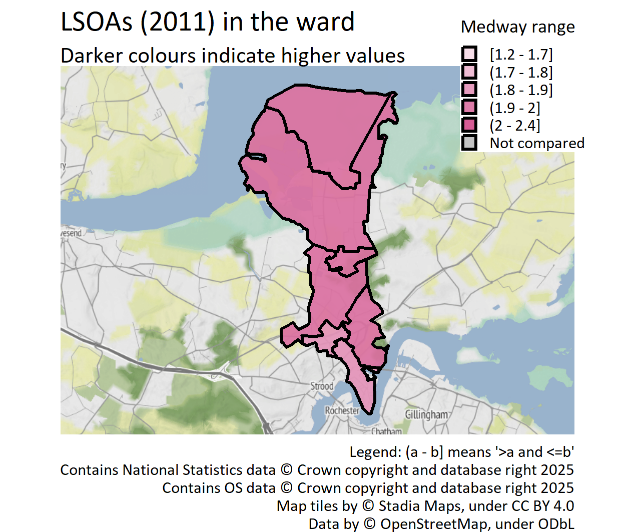 LSOAs (2011) in the ward
Darker colours indicate higher values
Medway range
[1.2 - 1.7]
(1.7 - 1.8]
(1.8 - 1.9]
(1.9 - 2]
(2 - 2.4]
Not compared
ry
vesend
Strood
Rochester
Gillingham
Chatham
Legend: (a - b] means '>a and <=b'
Contains National Statistics data © Crown copyright and database right 2025
Contains OS data © Crown copyright and database right 2025
Map tiles by © Stadia Maps, under CC BY 4.0
Data by © OpenStreetMap, under ODbL